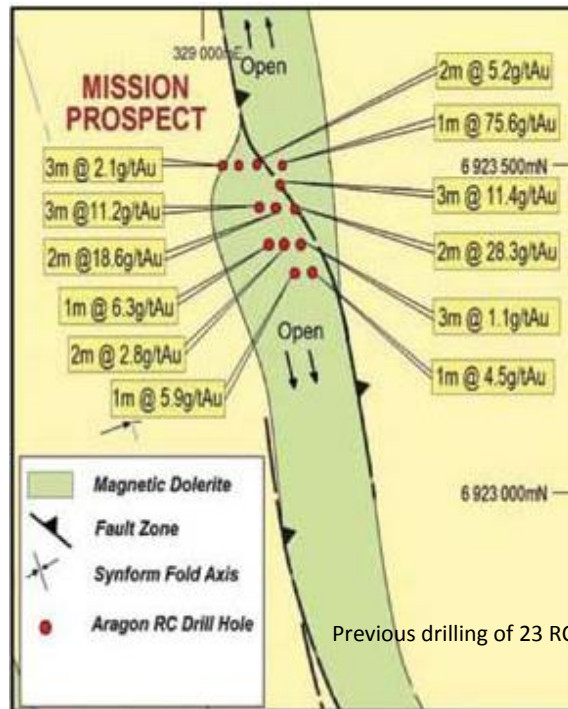 329 000mE
Open
MISSION
PROSPECT
2m @ 5.2g/tAu
1m @ 75.6g/tAu
3m @ 2.1g/tAu
6 923 500mN
3m @ 11.4g/tAu
3m @11.2g/tAu
2m @ 28.3g/tAu
2m @18.6g/tAu
1m @ 6.3g/tAu
3m @ 1.1g/tAu
Open
2m @ 2.8g/tAu
1m @ 4.5g/tAu
1m @ 5.9g/tAu
6 923 000mN
Magnetic Dolerite
Fault Zone
Synform Fold Axis
Aragon RC Drill Hole
Previous drilling of 23 RC